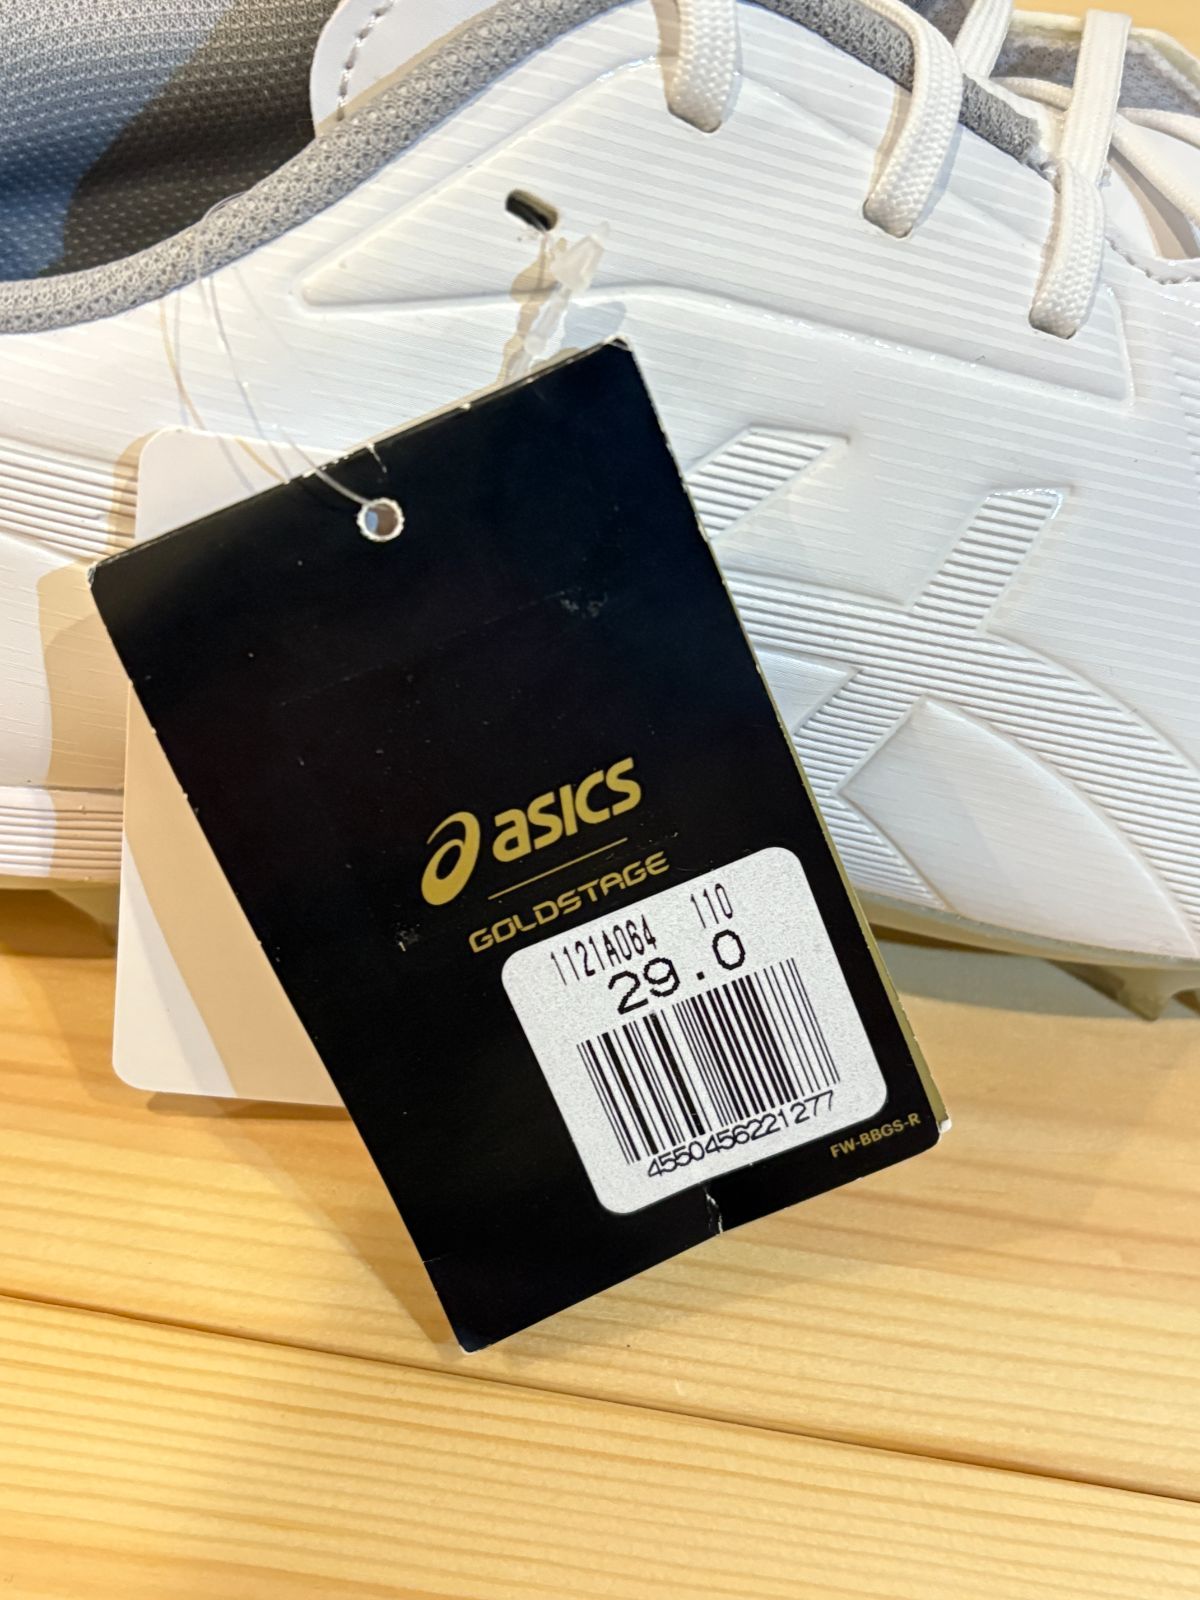 asics
GOLDSTAGE
1121A064 110
29.0
4550456221277
FW-BBGS-R